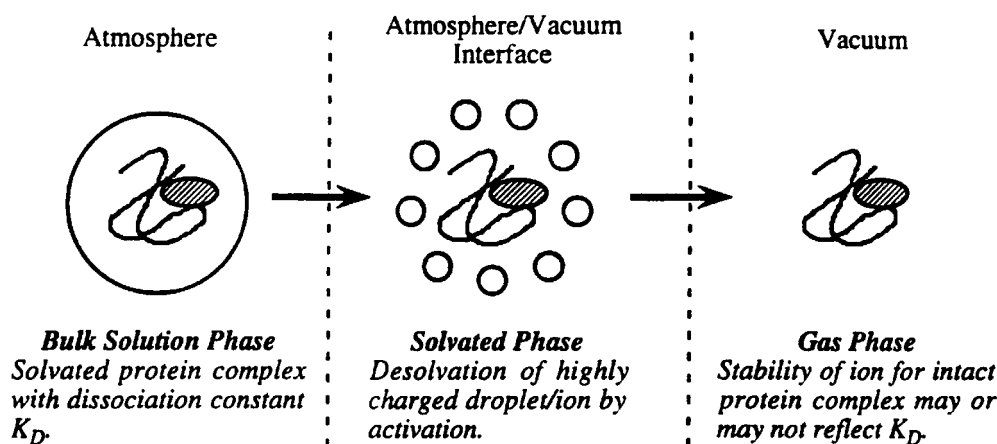 Atmosphere
Atmosphere/Vacuum
Interface
Vacuum
Bulk Solution Phase
Solvated protein complex
with dissociation constant
K_D.
Solvated Phase
Desolvation of highly
charged droplet/ion by
activation.
Gas Phase
Stability of ion for intact
protein complex may or
may not reflect K_D.